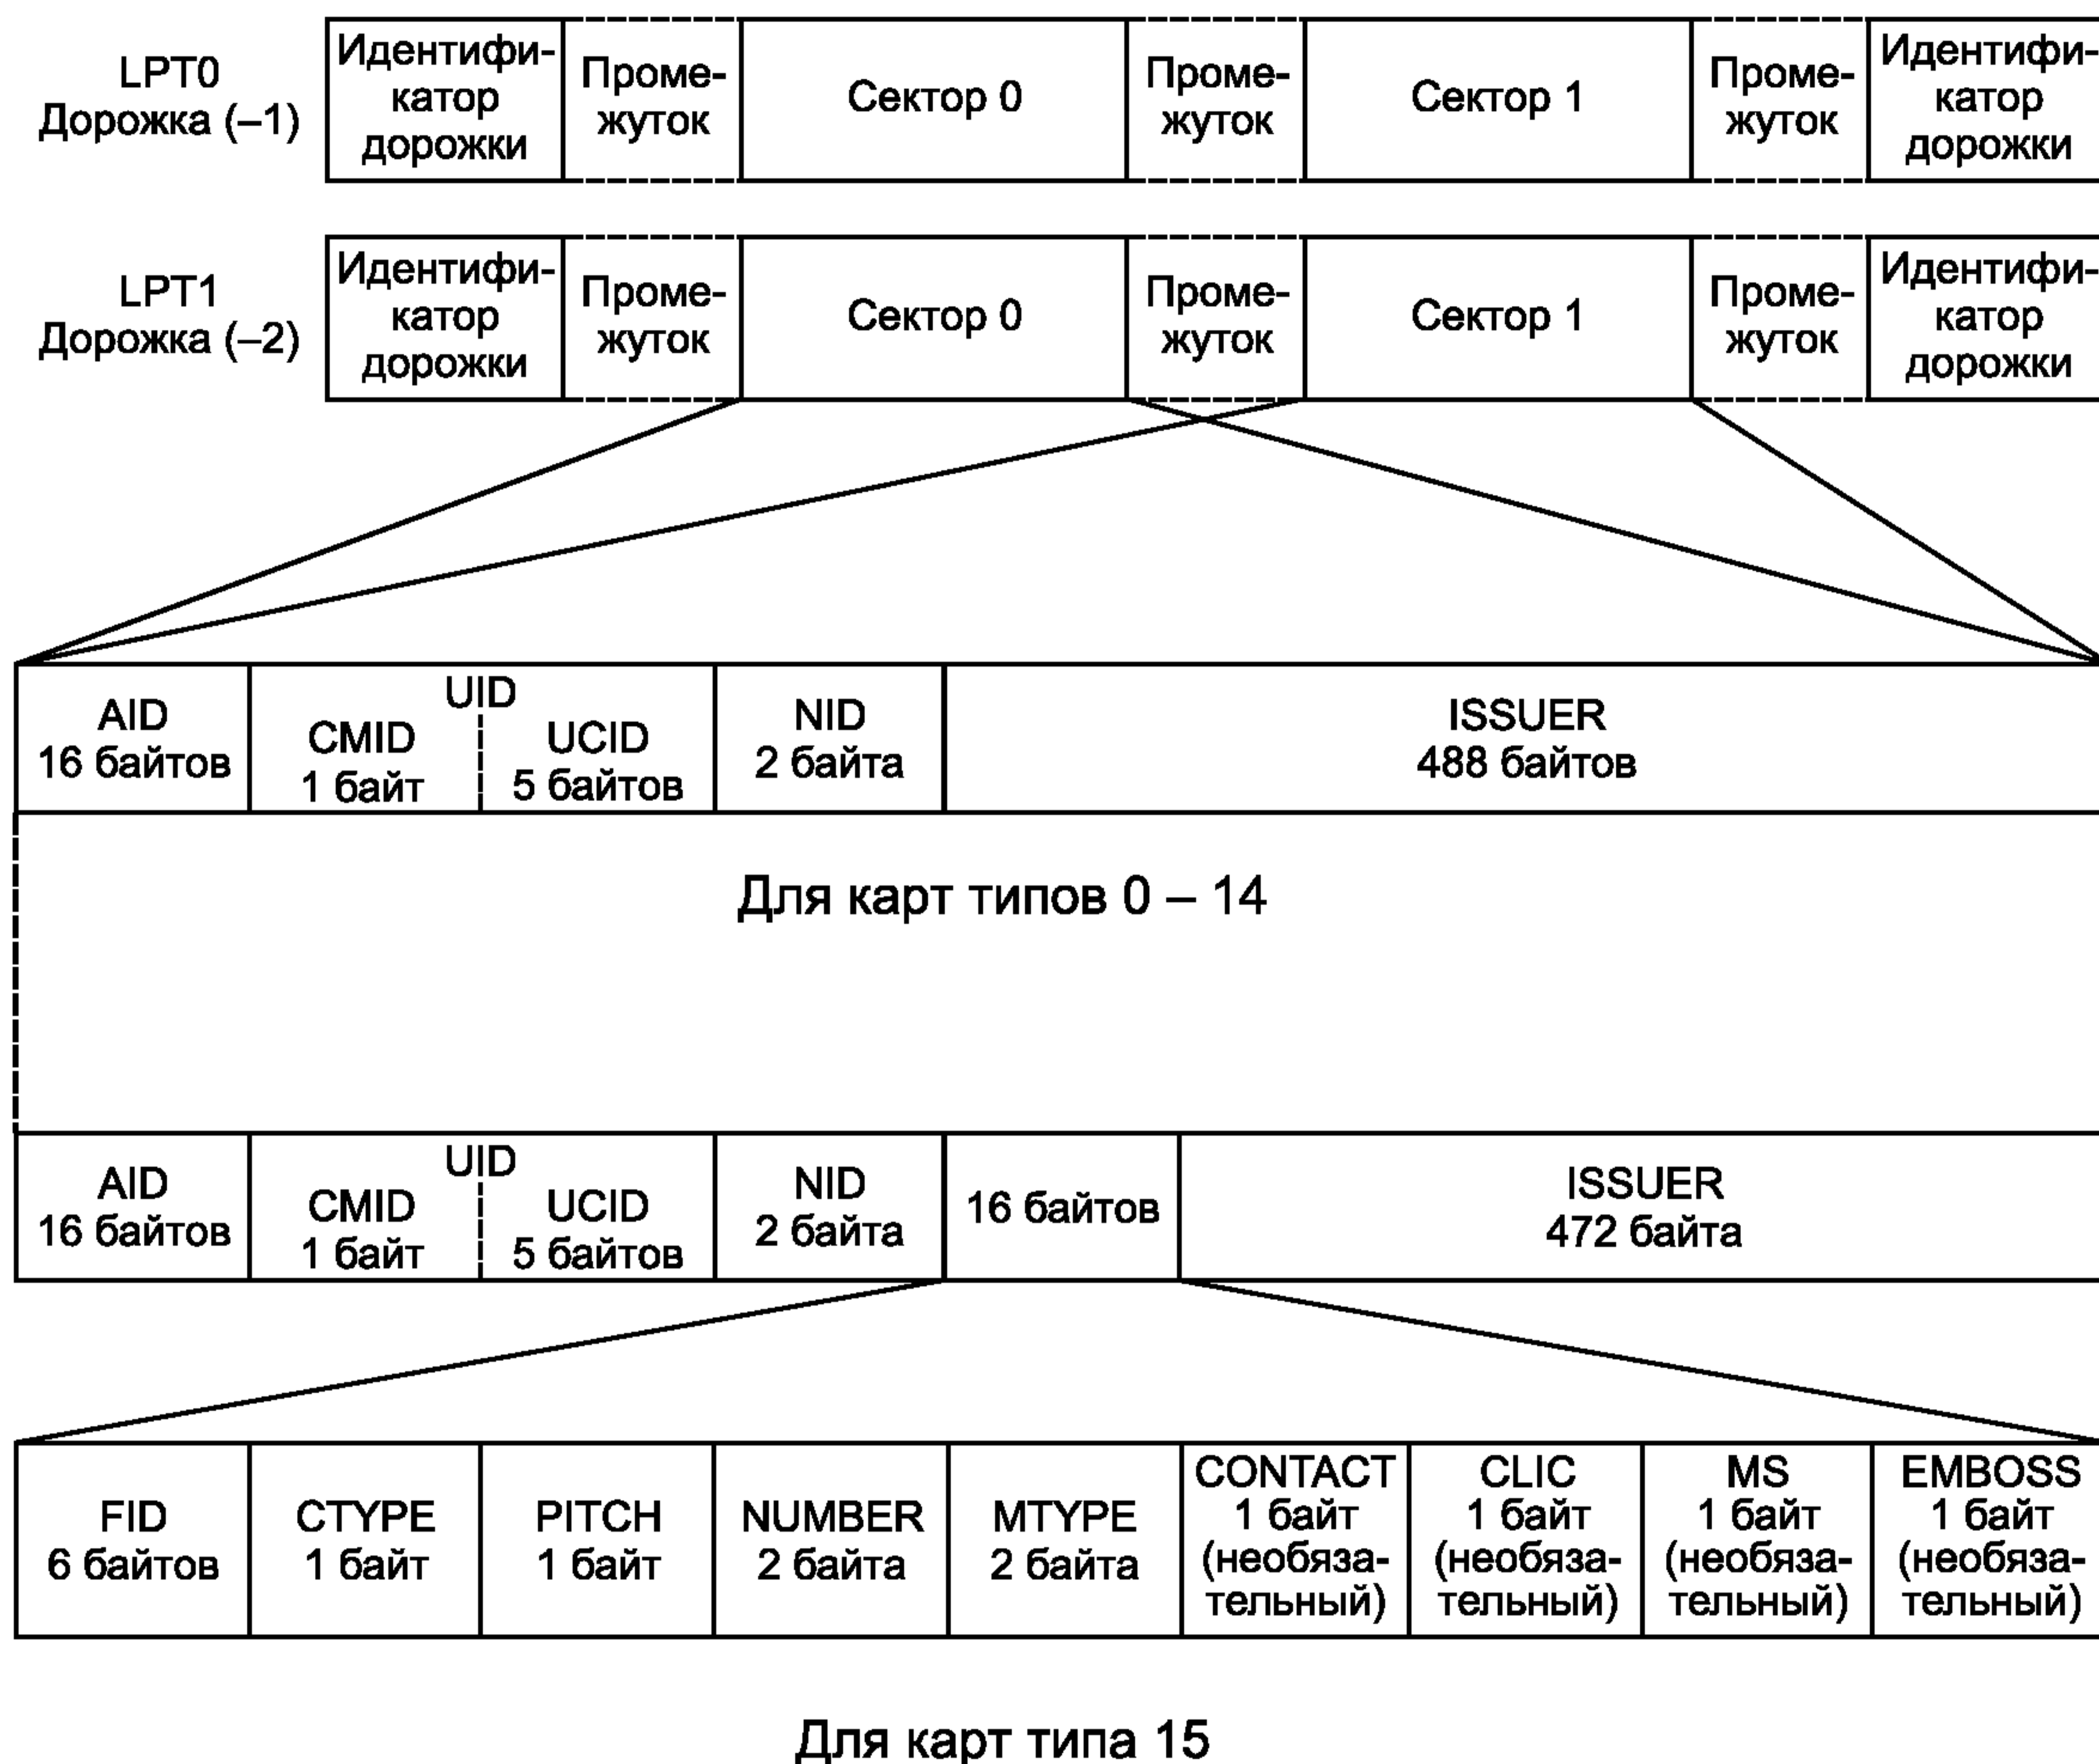 LPT0
Дорожка (–1)
Идентифи-
катор
дорожки
Проме-
жуток
Сектор 0
Проме-
жуток
Сектор 1
Проме-
жуток
Идентифи-
катор
дорожки
LPT1
Дорожка (–2)
Идентифи-
катор
дорожки
Проме-
жуток
Сектор 0
Проме-
жуток
Сектор 1
Проме-
жуток
Идентифи-
катор
дорожки
AID
16 байтов
UID
CMID
1 байт
UCID
5 байтов
NID
2 байта
ISSUER
488 байтов
Для карт типов 0 – 14
AID
16 байтов
UID
CMID
1 байт
UCID
5 байтов
NID
2 байта
16 байтов
ISSUER
472 байта
FID
6 байтов
CTYPE
1 байт
PITCH
1 байт
NUMBER
2 байта
MTYPE
2 байта
CONTACT
1 байт
(необяза-
тельный)
CLIC
1 байт
(необяза-
тельный)
MS
1 байт
(необяза-
тельный)
EMBOSS
1 байт
(необяза-
тельный)
Для карт типа 15